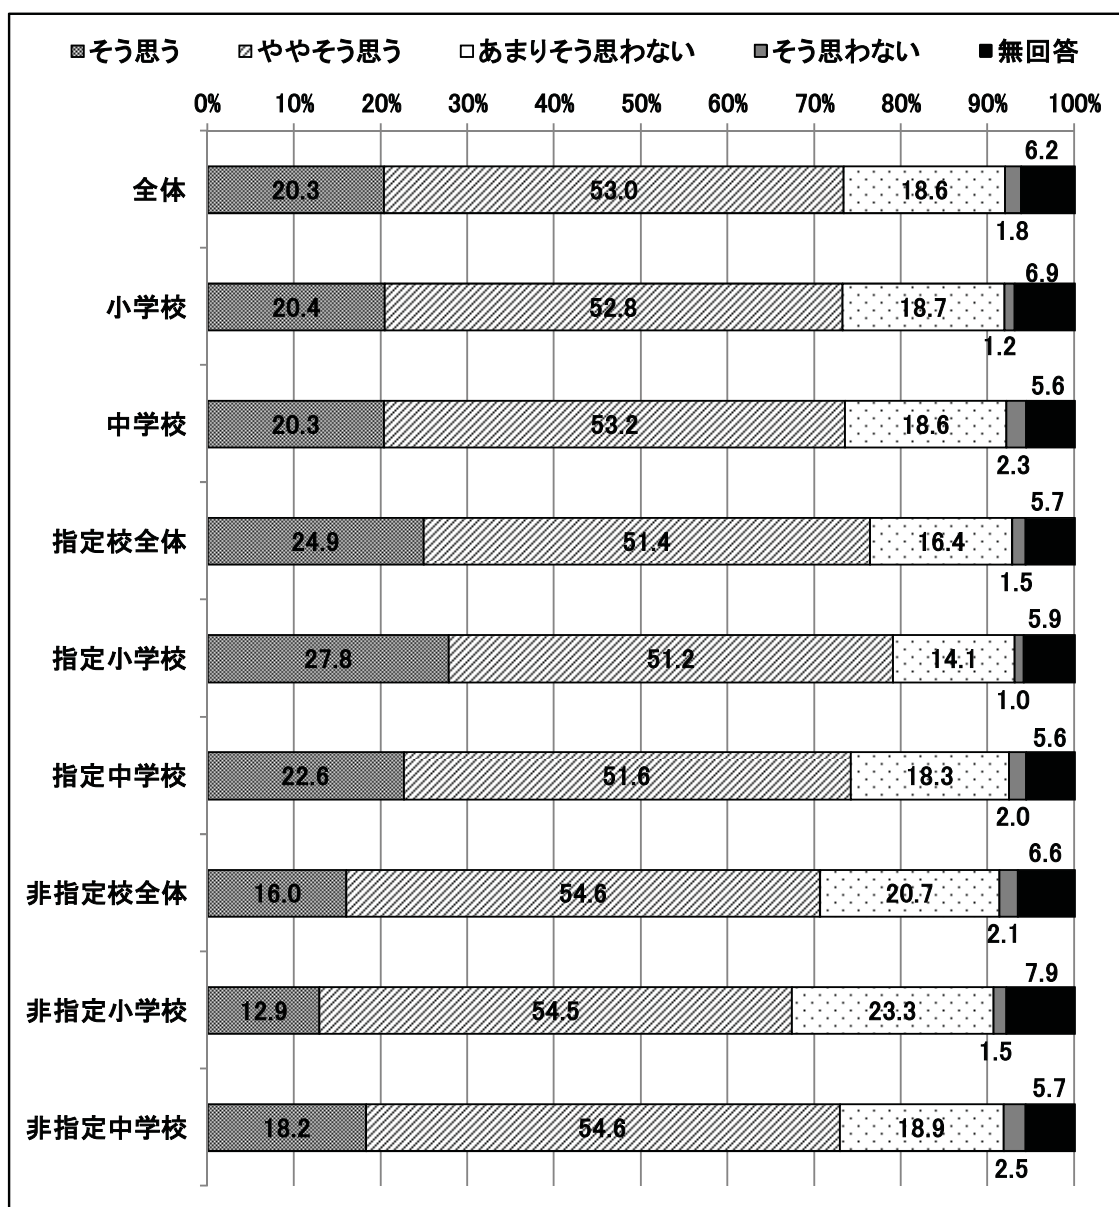 そう思う ややそう思う あまりそう思わない そう思わない 無回答
0% 10% 20% 30% 40% 50% 60% 70% 80% 90% 100%
6.2
全体 20.3 53.0 18.6
1.8
6.9
小学校 20.4 52.8 18.7
1.2
5.6
中学校 20.3 53.2 18.6
2.3
5.7
指定校全体 24.9 51.4 16.4
1.5
5.9
指定小学校 27.8 51.2 14.1
1.0
5.6
指定中学校 22.6 51.6 18.3
2.0
6.6
非指定校全体 16.0 54.6 20.7
2.1
7.9
非指定小学校 12.9 54.5 23.3
1.5
5.7
非指定中学校 18.2 54.6 18.9
2.5